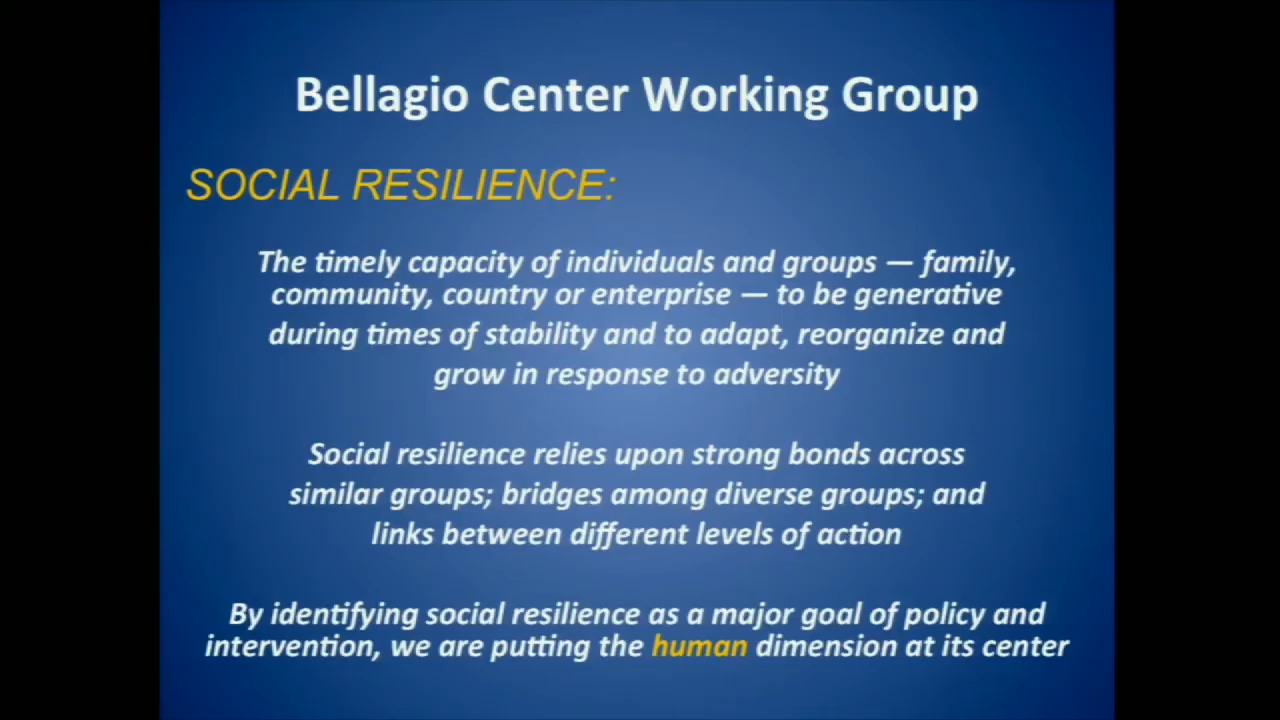 Bellagio Center Working Group
SOCIAL RESILIENCE:
The timely capacity of individuals and groups — family,
community, country or enterprise — to be generative
during times of stability and to adapt, reorganize and
grow in response to adversity
Social resilience relies upon strong bonds across
similar groups; bridges among diverse groups; and
links between different levels of action
By identifying social resilience as a major goal of policy and
intervention, we are putting the human dimension at its center